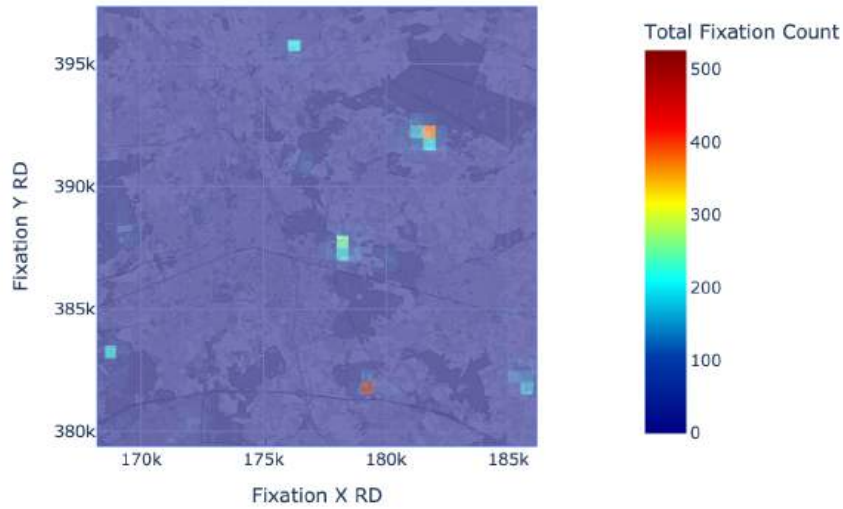 Total Fixation Count
500
400
300
200
100
0
Fixation Y RD
395k
390k
385k
380k
170k
175k
180k
185k
Fixation X RD